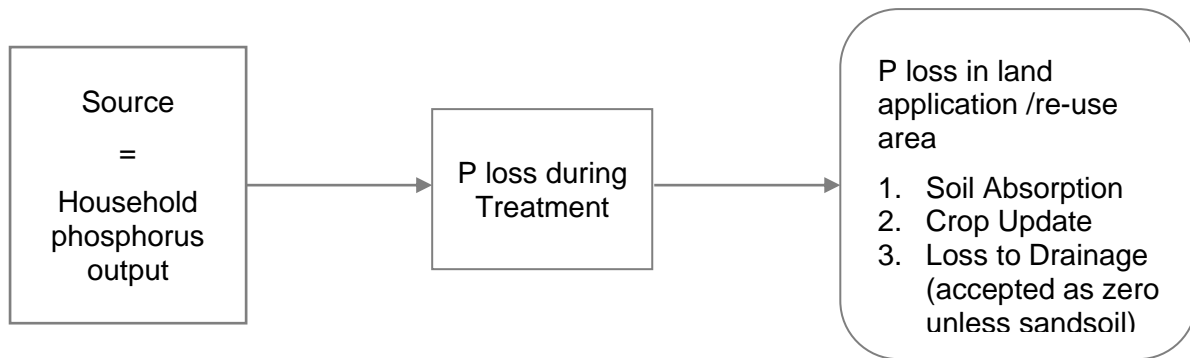 Source
=
Household
phosphorus
output
P loss during
Treatment
P loss in land
application /re-use
area
1. Soil Absorption
2. Crop Update
3. Loss to Drainage
(accepted as zero
unless sandsoil)